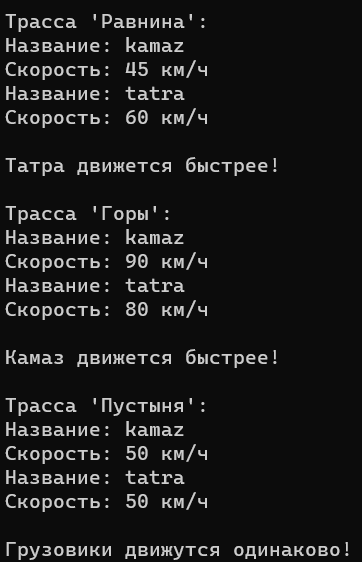 Трасса 'Равнина':
Название: kamaz
Скорость: 45 км/ч
Название: tatra
Скорость: 60 км/ч
Татра движется быстрее!
Трасса 'Горы':
Название: kamaz
Скорость: 90 км/ч
Название: tatra
Скорость: 80 км/ч
Камаз движется быстрее!
Трасса 'Пустыня':
Название: kamaz
Скорость: 50 км/ч
Название: tatra
Скорость: 50 км/ч
Грузовики движутся одинаково!